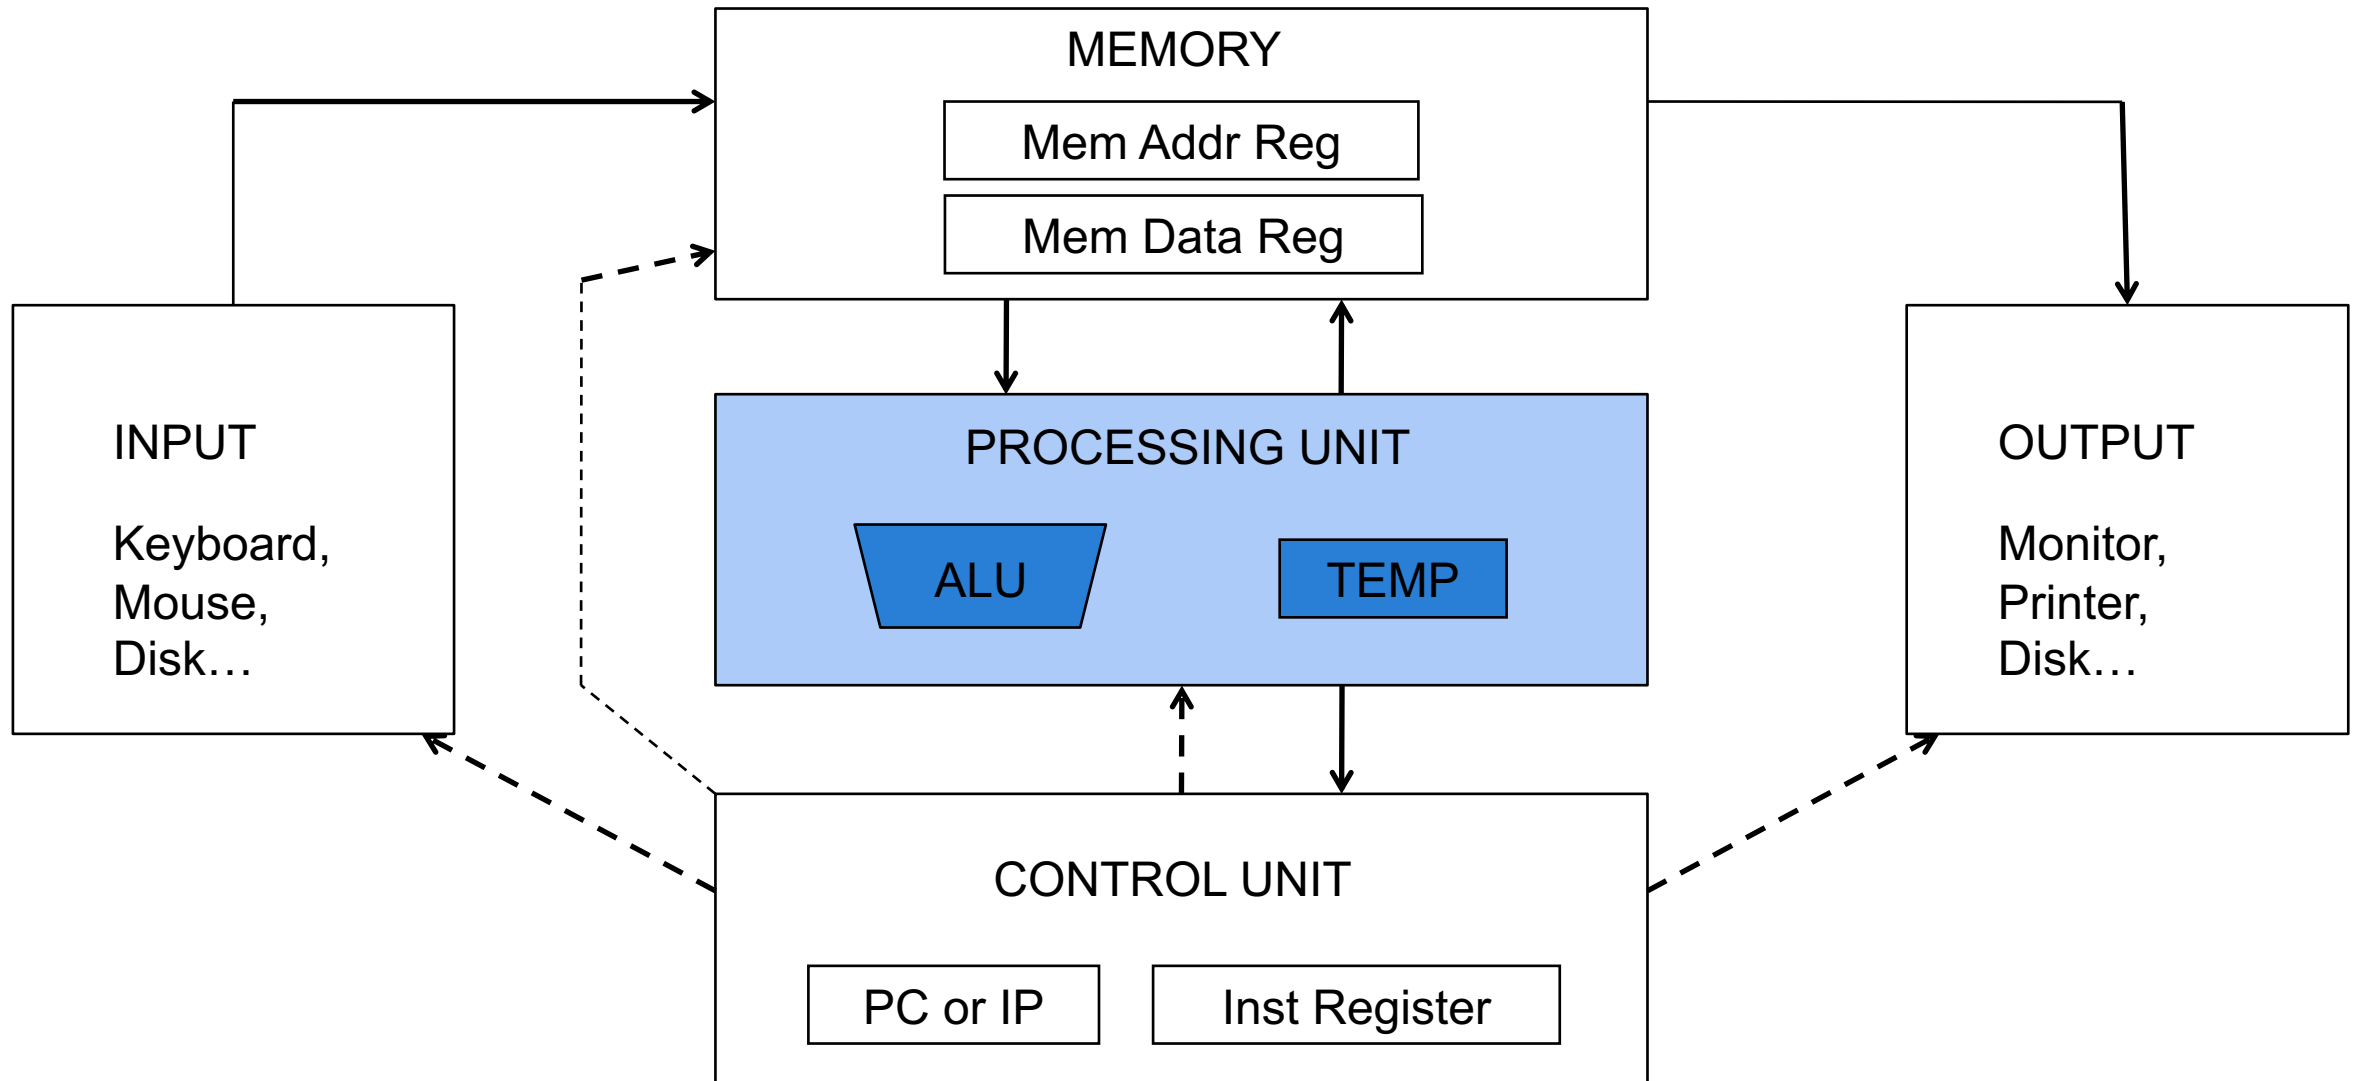 MEMORY
Mem Addr Reg
Mem Data Reg
INPUT
Keyboard,
Mouse,
Disk…
PROCESSING UNIT
ALU
TEMP
OUTPUT
Monitor,
Printer,
Disk…
CONTROL UNIT
PC or IP
Inst Register